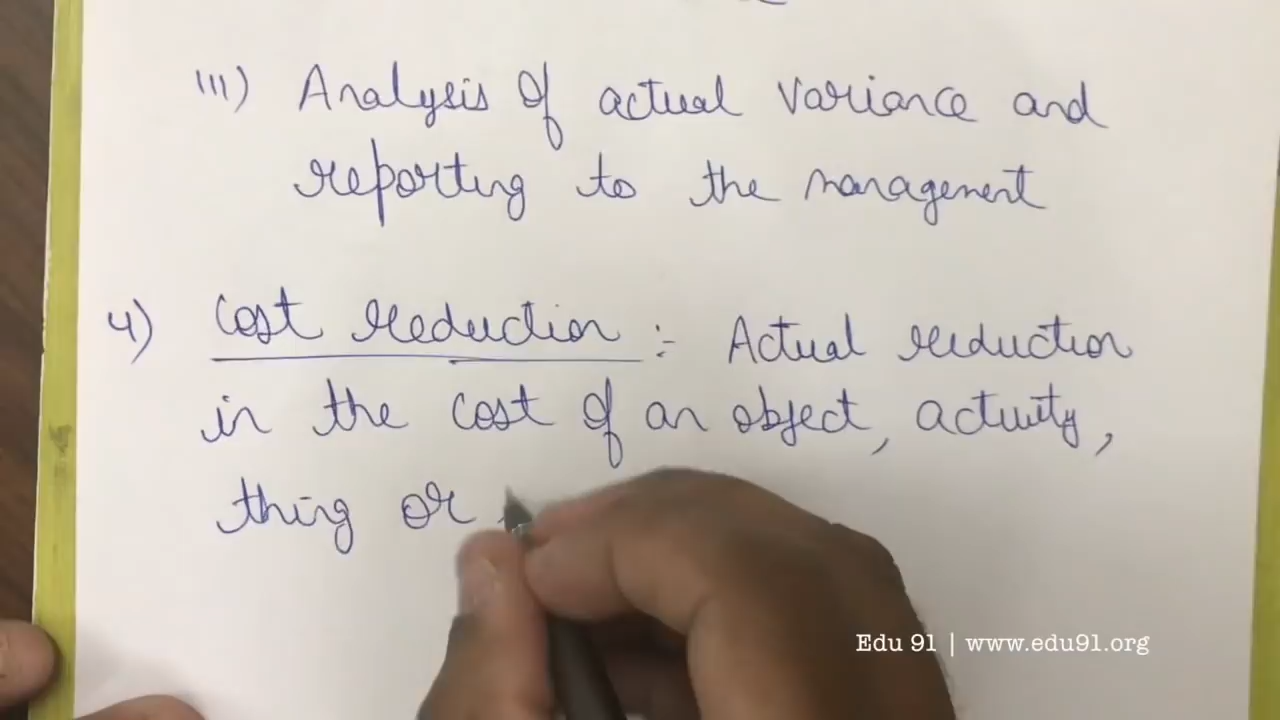 III) Analysis of actual variance and
reporting to the management
4) Cost reduction :- Actual reduction
in the cost of an object, activity,
thing or
Edu 91 | www.edu91.org